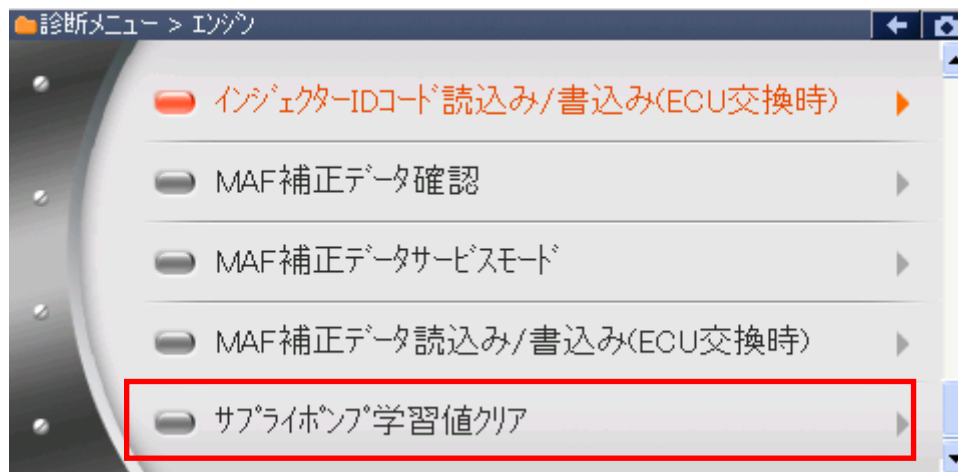 診断メニュー > エンジン
インジェクターIDコード読込み/書込み(ECU交換時)
MAF補正データ確認
MAF補正データサービスモード
MAF補正データ読込み/書込み(ECU交換時)
サプライポンプ学習値クリア